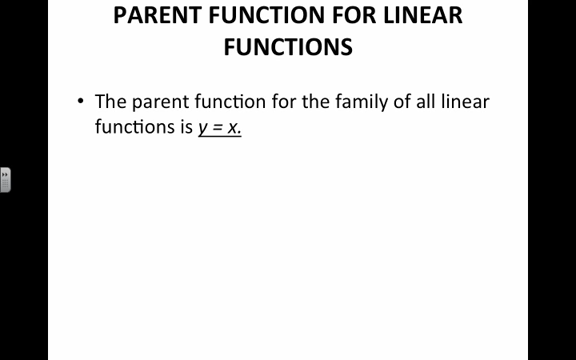 PARENT FUNCTION FOR LINEAR
FUNCTIONS
• The parent function for the family of all linear
functions is y = x.